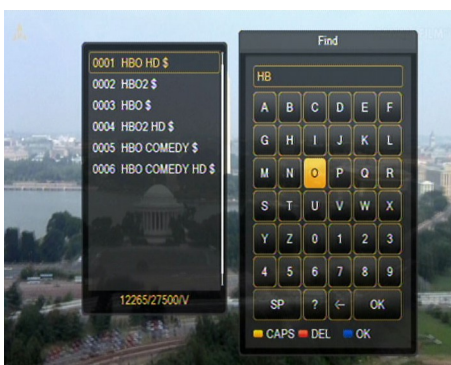 0001 HBO HD $
0002 HBO2 $
0003 HBO $
0004 HBO2 HD $
0005 HBO COMEDY $
0006 HBO COMEDY HD $
12265/27500/V
Find
HB
A B C D E F
G H I J K L
M N O P Q R
S T U V W X
Y Z 0 1 2 3
4 5 6 7 8 9
SP ? ← OK
CAPS DEL OK